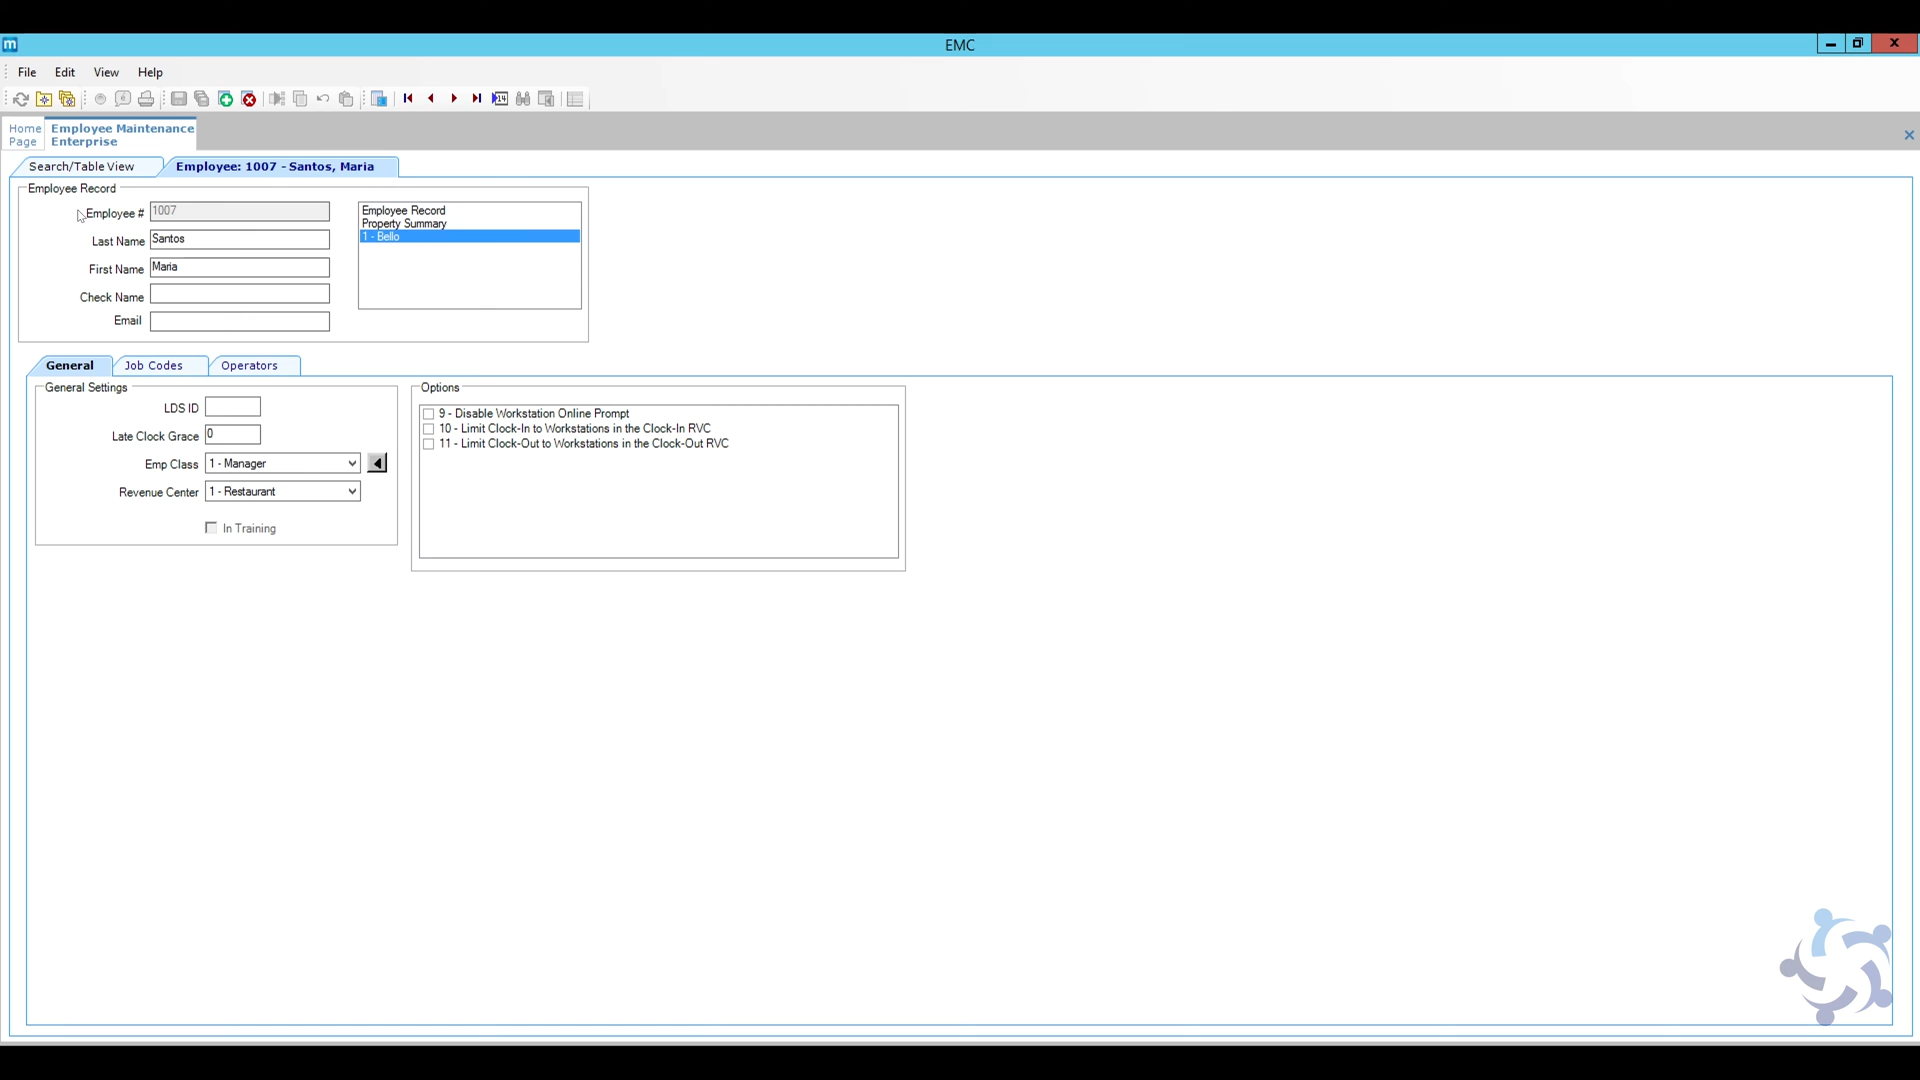 m
EMC
File Edit View Help
Home Page
Employee Maintenance Enterprise
Search/Table View
Employee: 1007 - Santos, Maria
Employee Record
Employee # 1007
Last Name Santos
First Name Maria
Check Name
Email
Employee Record
Property Summary
1 - Bello
General
Job Codes
Operators
General Settings
LDS ID
Late Clock Grace 0
Emp Class 1 - Manager
Revenue Center 1 - Restaurant
In Training
Options
9 - Disable Workstation Online Prompt
10 - Limit Clock-In to Workstations in the Clock-In RVC
11 - Limit Clock-Out to Workstations in the Clock-Out RVC